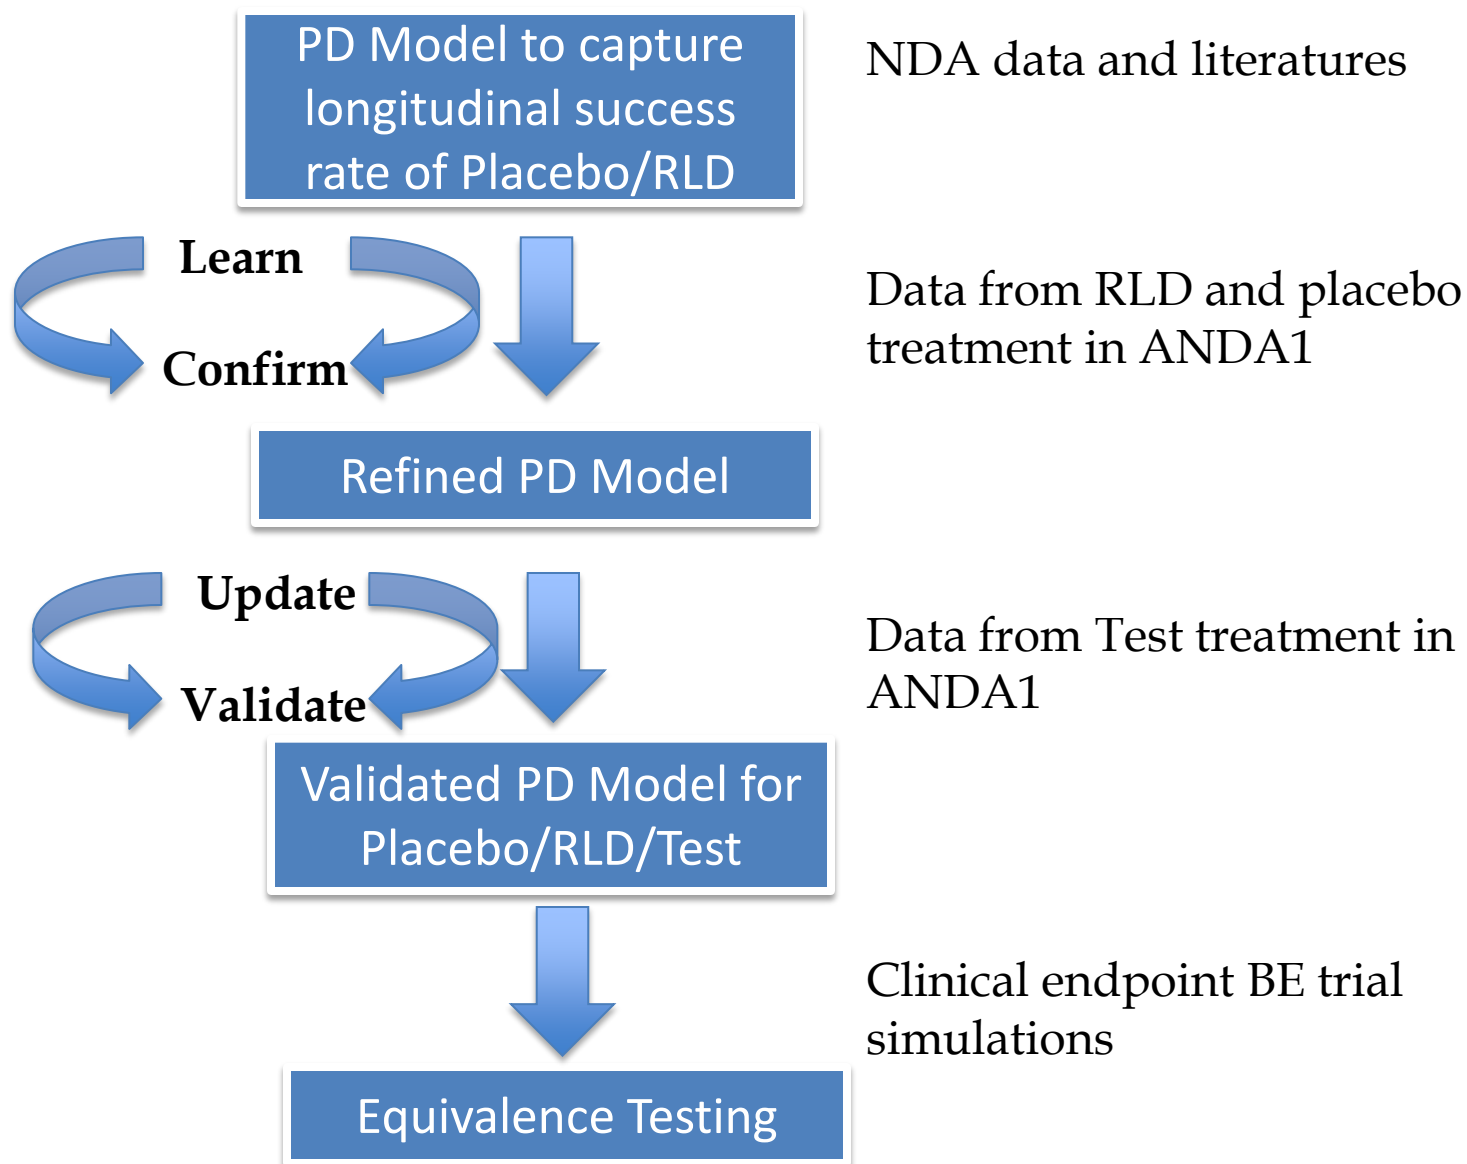 PD Model to capture
longitudinal success
rate of Placebo/RLD
NDA data and literatures
Learn
Confirm
Data from RLD and placebo
treatment in ANDA1
Refined PD Model
Update
Validate
Data from Test treatment in
ANDA1
Validated PD Model for
Placebo/RLD/Test
Clinical endpoint BE trial
simulations
Equivalence Testing